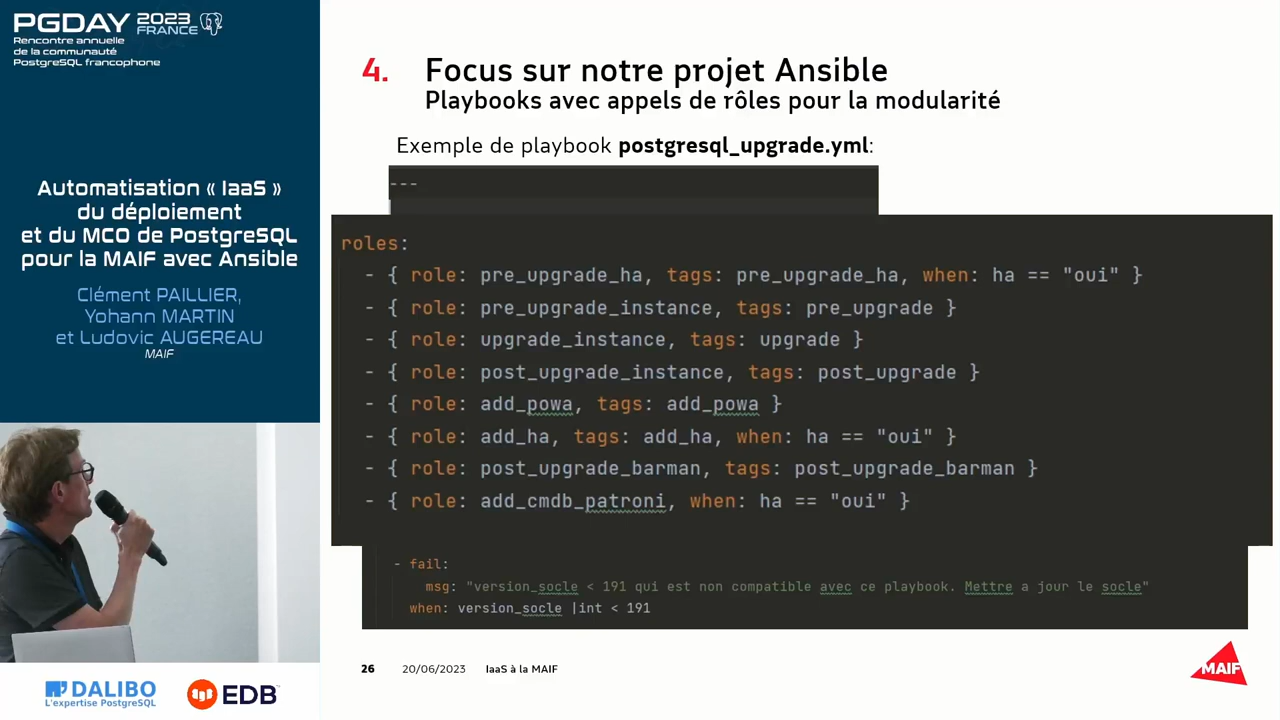 PGDAY 2023 FRANCE
Rencontre annuelle
de la communauté
PostgreSQL francophone
Automatisation « IaaS »
du déploiement
et du MCO de PostgreSQL
pour la MAIF avec Ansible
Clément PAILLIER,
Yohann MARTIN
et Ludovic AUGEREAU
MAIF
DALIBO
L'expertise PostgreSQL
EDB
4. Focus sur notre projet Ansible
Playbooks avec appels de rôles pour la modularité
Exemple de playbook postgresql_upgrade.yml:
---
roles:
- { role: pre_upgrade_ha, tags: pre_upgrade_ha, when: ha == "oui" }
- { role: pre_upgrade_instance, tags: pre_upgrade }
- { role: upgrade_instance, tags: upgrade }
- { role: post_upgrade_instance, tags: post_upgrade }
- { role: add_powa, tags: add_powa }
- { role: add_ha, tags: add_ha, when: ha == "oui" }
- { role: post_upgrade_barman, tags: post_upgrade_barman }
- { role: add_cmdb_patroni, when: ha == "oui" }
- fail:
msg: "version_socle < 191 qui est non compatible avec ce playbook. Mettre a jour le socle"
when: version_socle |int < 191
26 20/06/2023 IaaS à la MAIF
MAIF